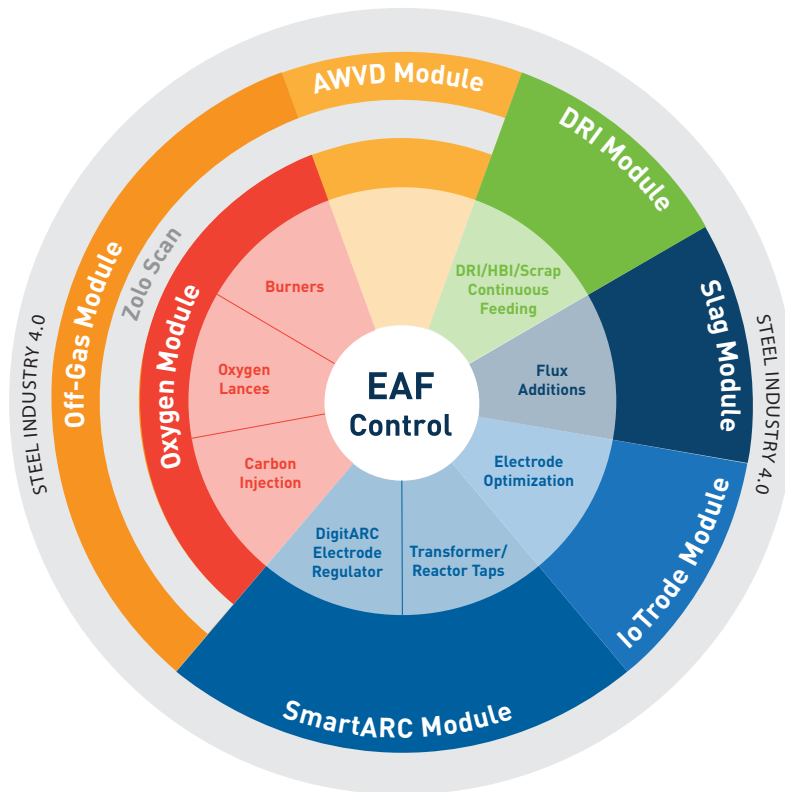 AWVD Module
DRI Module
Slag Module
IoTrode Module
SmartARC Module
Off-Gas Module
Zolo Scan
Oxygen Module
STEEL INDUSTRY 4.0
STEEL INDUSTRY 4.0
Burners
DRI/HBI/Scrap
Continuous
Feeding
Oxygen
Lances
Flux
Additions
EAF
Control
Carbon
Injection
Electrode
Optimization
DigitARC
Electrode
Regulator
Transformer/
Reactor Taps